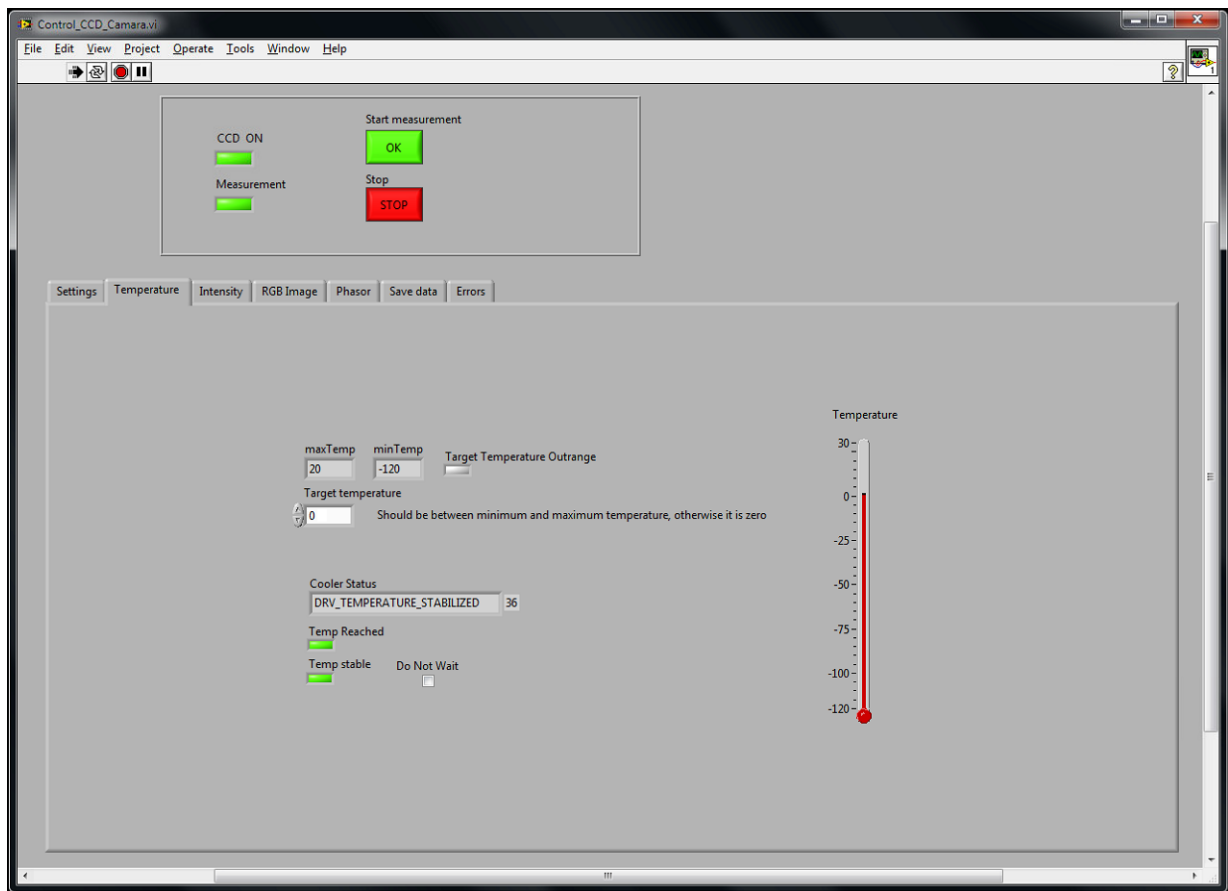 Control_CCD_Camara.vi
File Edit View Project Operate Tools Window Help
1
CCD ON
Start measurement
OK
Measurement
Stop
STOP
Settings Temperature Intensity RGB Image Phasor Save data Errors
Temperature
maxTemp minTemp
20 -120
Target Temperature Outrange
Target temperature
0 Should be between minimum and maximum temperature, otherwise it is zero
Cooler Status
DRV_TEMPERATURE_STABILIZED 36
Temp Reached
Temp stable Do Not Wait
30
0
-25
-50
-75
-100
-120